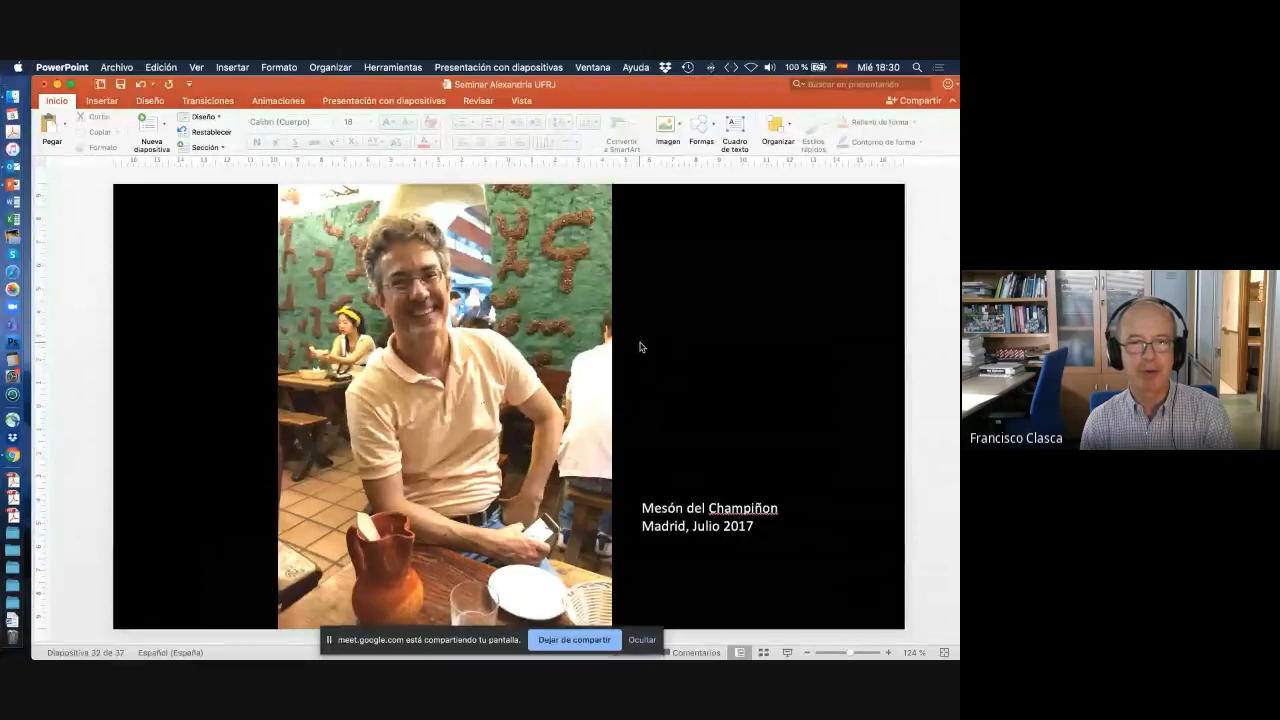 PowerPoint Archivo Edición Ver Insertar Formato Organizar Herramientas Presentación con diapositivas Ventana Ayuda 100 % Mié 18:30
Seminar Alexandria UFRJ
Buscar en presentación
Inicio Insertar Diseño Transiciones Animaciones Presentación con diapositivas Revisar Vista
Compartir
Pegar
Cortar
Copiar
Formato
Nueva diapositiva
Diseño
Restablecer
Sección
Calibri (Cuerpo) 18
Convertir a SmartArt
Imagen
Formas
Cuadro de texto
Organizar
Estilos rápidos
Relleno de forma
Contorno de forma
Mesón del Champiñon
Madrid, Julio 2017
Francisco Clasca
meet.google.com está compartiendo tu pantalla.
Dejar de compartir
Ocultar
Diapositiva 32 de 37
Español (España)
Comentarios
124 %